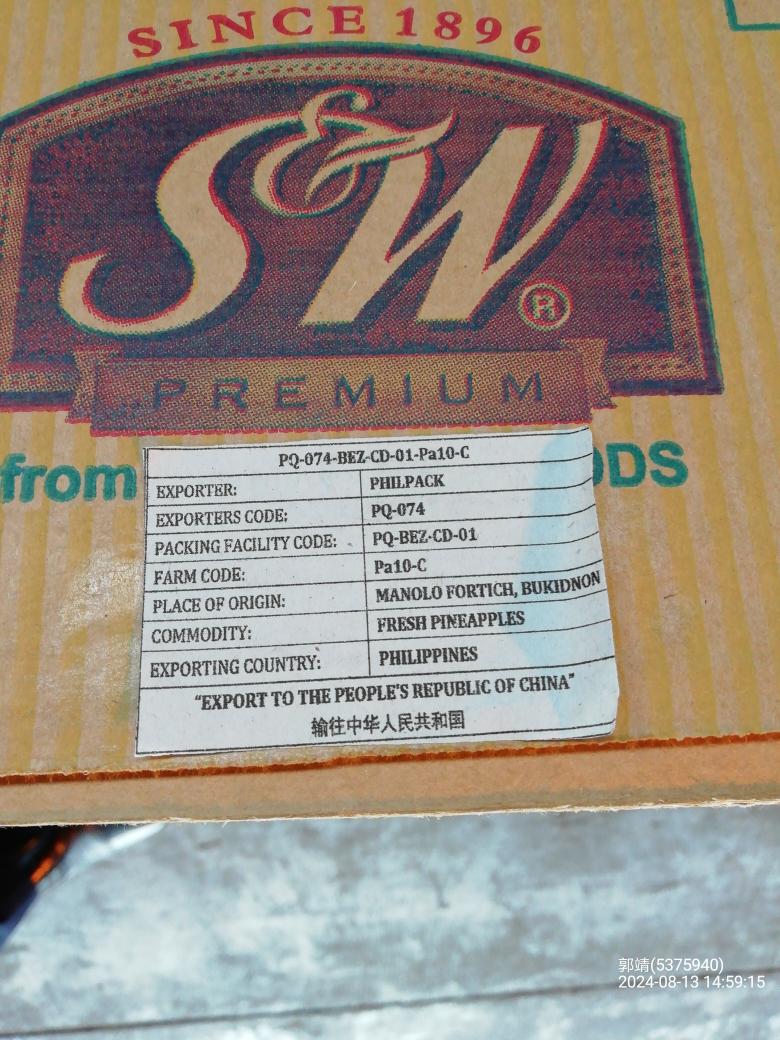 SINCE 1896
S&W®
PREMIUM
from
ODS
PQ-074-BEZ-CD-01-Pa10-C
EXPORTER: PHILPACK
EXPORTERS CODE: PQ-074
PACKING FACILITY CODE: PQ-BEZ-CD-01
FARM CODE: Pa10-C
PLACE OF ORIGIN: MANOLO FORTICH, BUKIDNON
COMMODITY: FRESH PINEAPPLES
EXPORTING COUNTRY: PHILIPPINES
"EXPORT TO THE PEOPLE'S REPUBLIC OF CHINA"
输往中华人民共和国
郭靖(5375940)
2024-08-13 14:59:15